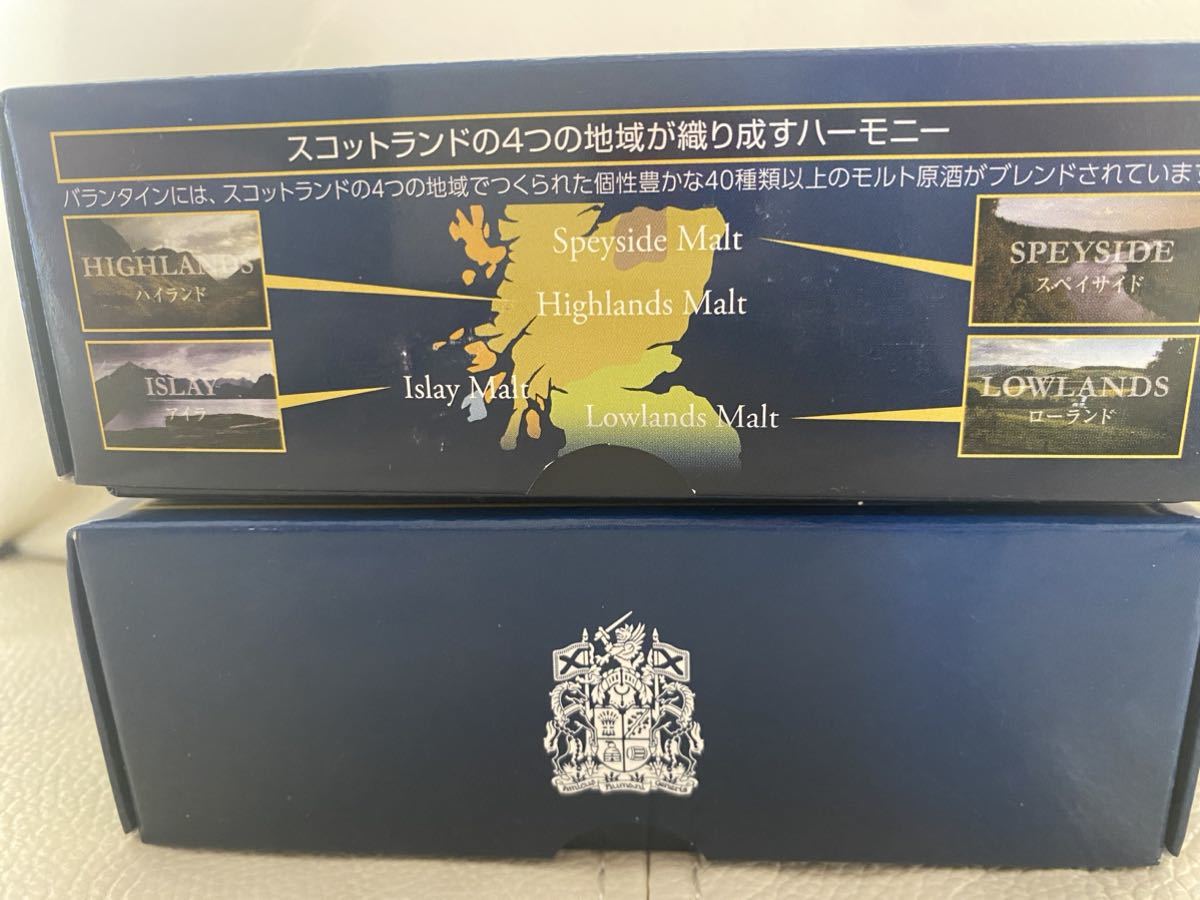 スコットランドの4つの地域が織り成すハーモニー
バランタインには、スコットランドの4つの地域でつくられた個性豊かな40種類以上のモルト原酒がブレンドされています
HIGHLANDS
ハイランド
Speyside Malt
SPEYSIDE
スペイサイド
Highlands Malt
ISLAY
アイラ
Islay Malt
Lowlands Malt
LOWLANDS
ローランド
Amicus Humani Generis